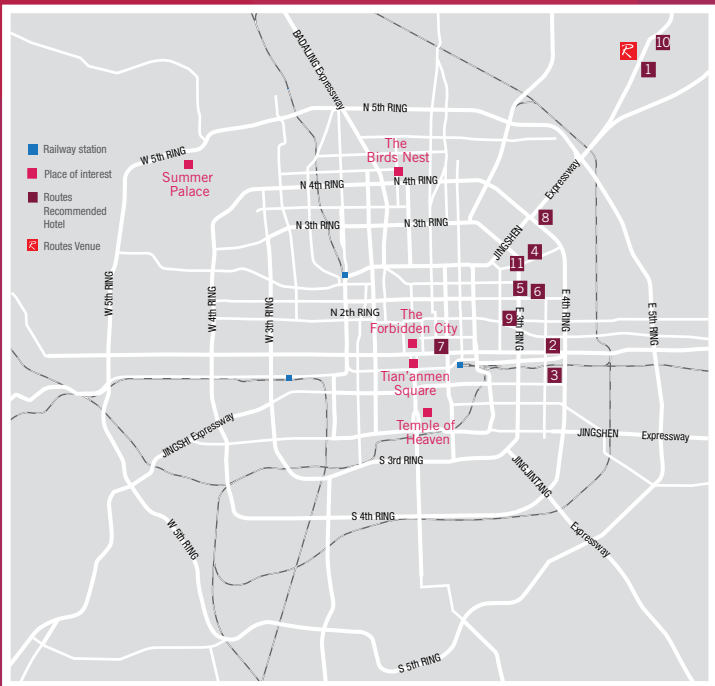 10
R
1
BADALING Expressway
N 5th RING
Railway station
Place of interest
Routes
Recommended
Hotel
R Routes Venue
W 5th RING
Summer
Palace
The
Birds Nest
N 4th RING
N 4th RING
Expressway
JINGSHEN
N 3th RING
N 3th RING
8
4
11
5
6
9
W 5th RING
W 4th RING
W 3th RING
N 2th RING
E 3th RING
E 4th RING
E 5th RING
The
Forbidden City
7
2
3
Tian'anmen
Square
Temple of
Heaven
JINGSHI Expressway
JINGSHEN Expressway
S 3rd RING
JINGJINTANG
Expressway
S 4th RING
W 5th RING
S 5th RING